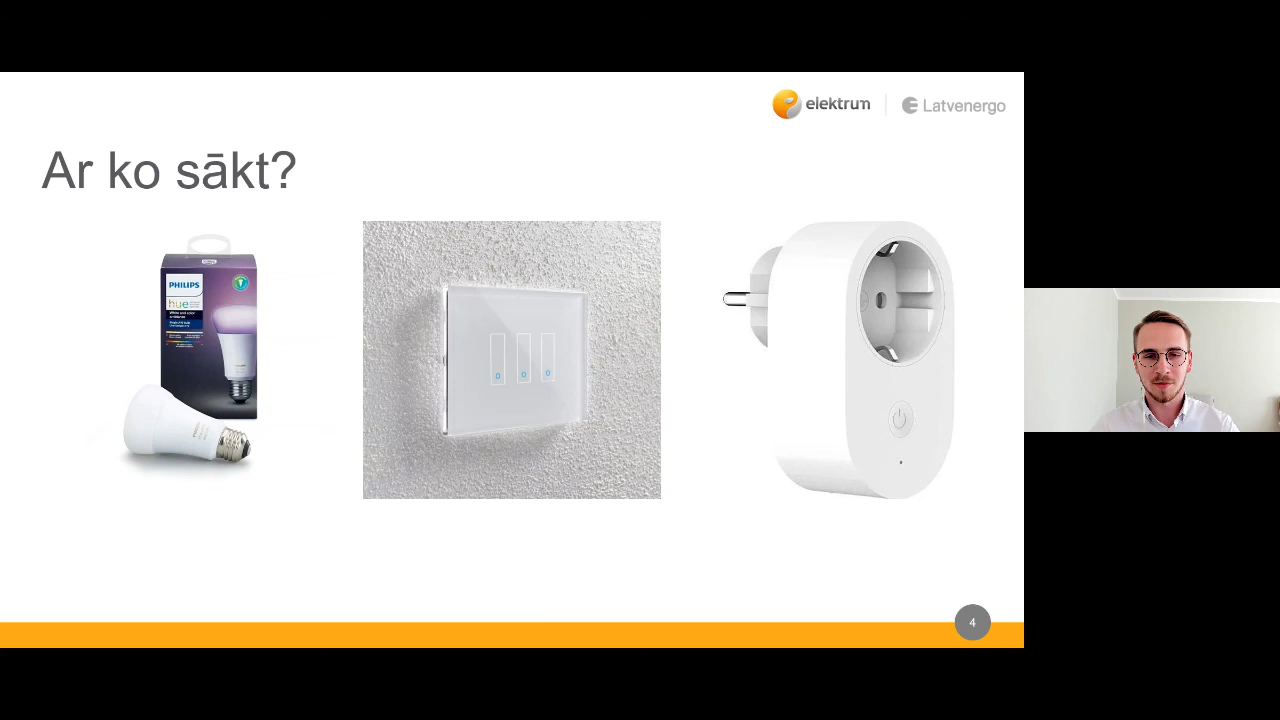 elektrum
Latvenergo
Ar ko sākt?
PHILIPS
hue
White and color
ambiance
4